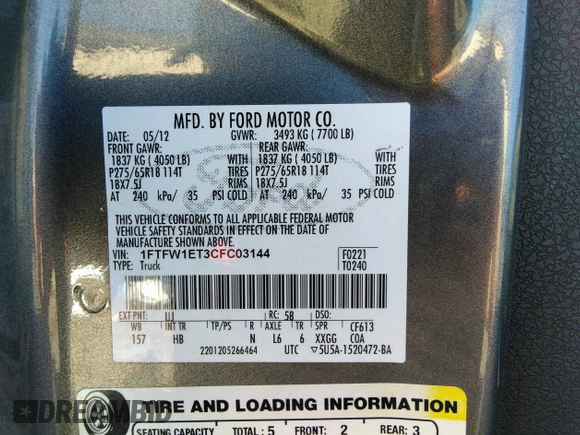 MFD. BY FORD MOTOR CO.
DATE: 05/12 GVWR: 3493 KG ( 7700 LB)
FRONT GAWR: REAR GAWR:
1837 KG ( 4050 LB) WITH 1837 KG ( 4050 LB) WITH
P275/65R18 114T TIRES P275/65R18 114T TIRES
18X7.5J RIMS 18X7.5J RIMS
AT 240 kPa/ 35 PSI COLD AT 240 kPa/ 35 PSI COLD
THIS VEHICLE CONFORMS TO ALL APPLICABLE FEDERAL MOTOR
VEHICLE SAFETY STANDARDS IN EFFECT ON THE DATE OF
MANUFACTURE SHOWN ABOVE.
VIN: 1FTFW1ET3CFC03144 F0221
TYPE: Truck T0240
EXT PNT: UJ RC: 58 DSO:
WB INT TR TP/PS R AXLE TR SPR CF613
157 HB N L6 6 XXGG COA
2201205266464 UTC ▽5U5A-1520472-BA
TIRE AND LOADING INFORMATION
SEATING CAPACITY TOTAL: 5 FRONT: 2 REAR: 3
DREAMBID